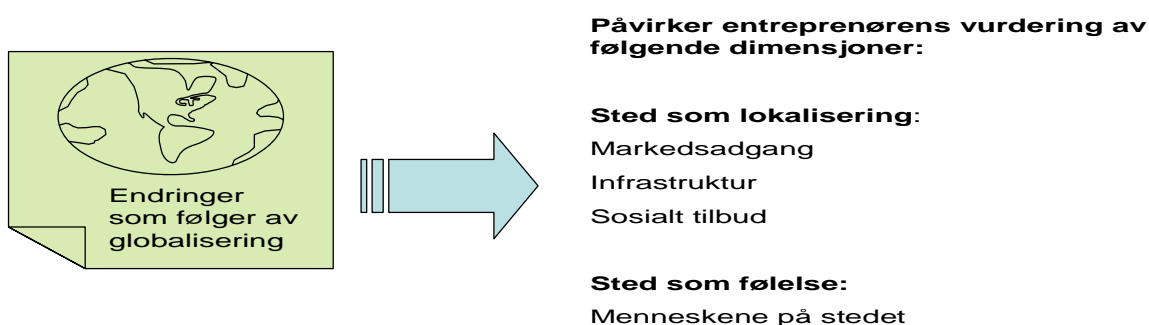 Endringer
som følger av
globalisering
Påvirker entreprenørens vurdering av
følgende dimensjoner:
Sted som lokalisering:
Markedsadgang
Infrastruktur
Sosialt tilbud
Sted som følelse:
Menneskene på stedet